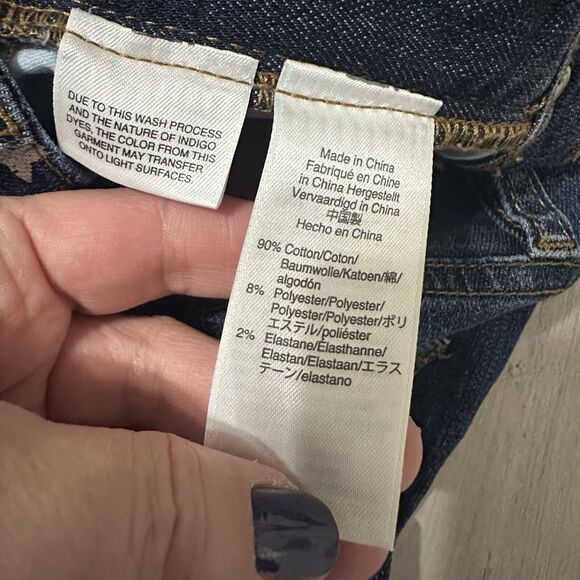 DUE TO THIS WASH PROCESS
AND THE NATURE OF INDIGO
DYES, THE COLOR FROM THIS
GARMENT MAY TRANSFER
ONTO LIGHT SURFACES.
Made in China
Fabriqué en Chine
in China Hergestellt
Vervaardigd in China
中国製
Hecho en China
90% Cotton/Coton/
Baumwolle/Katoen/綿/
algodón
8% Polyester/Polyester/
Polyester/Polyester/ポリ
エステル/poliéster
2% Elastane/Élasthanne/
Elastan/Elastaan/エラス
テーン/elastano